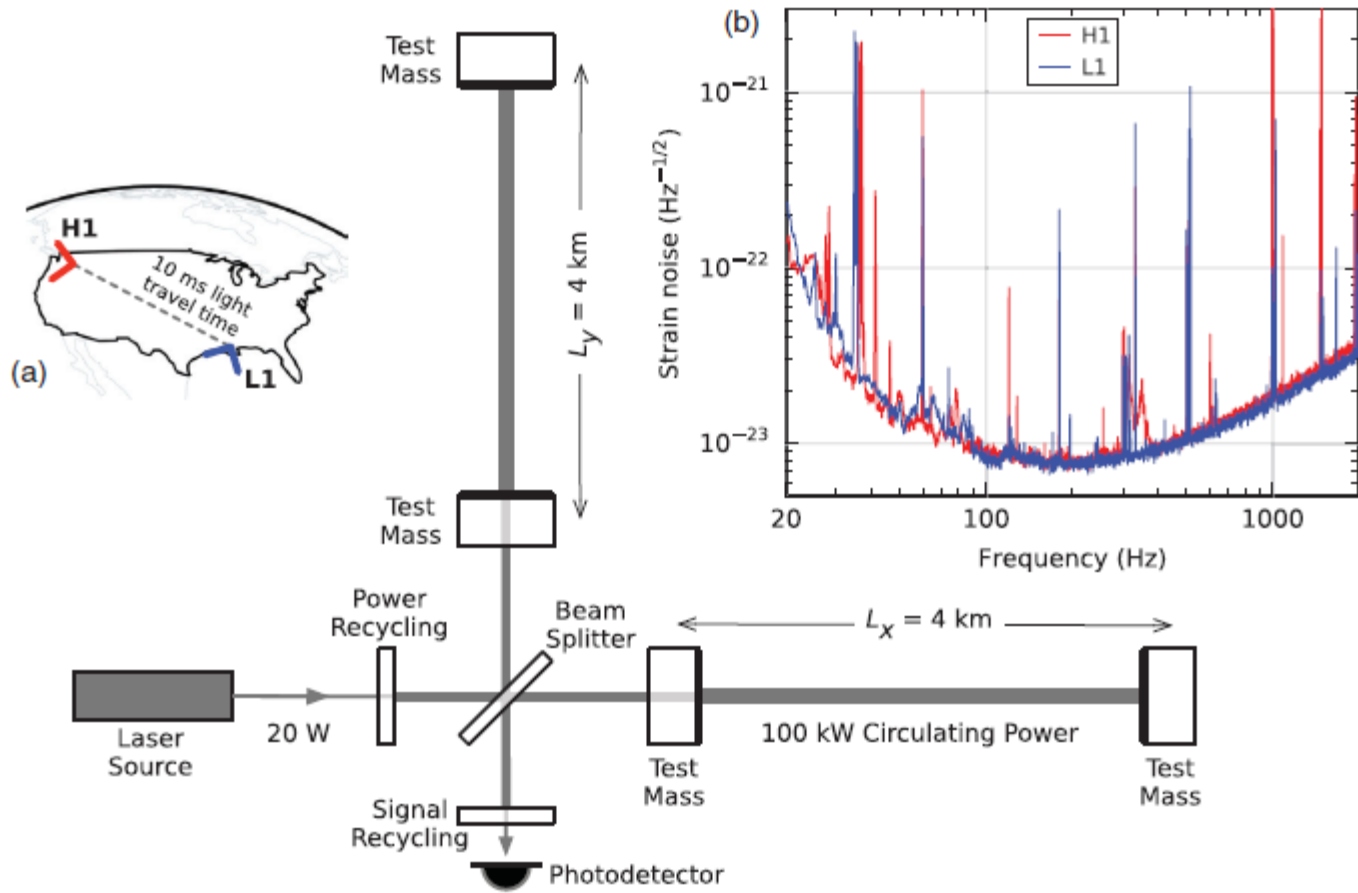 (a)
H1
10 ms light
travel time
L1
Test
Mass
L_y = 4 km
Test
Mass
Power
Recycling
Beam
Splitter
Laser
Source
20 W
L_x = 4 km
100 kW Circulating Power
Test
Mass
Test
Mass
Signal
Recycling
Photodetector
(b)
H1
L1
Strain noise (Hz^−1/2)
10^−21
10^−22
10^−23
20
100
1000
Frequency (Hz)